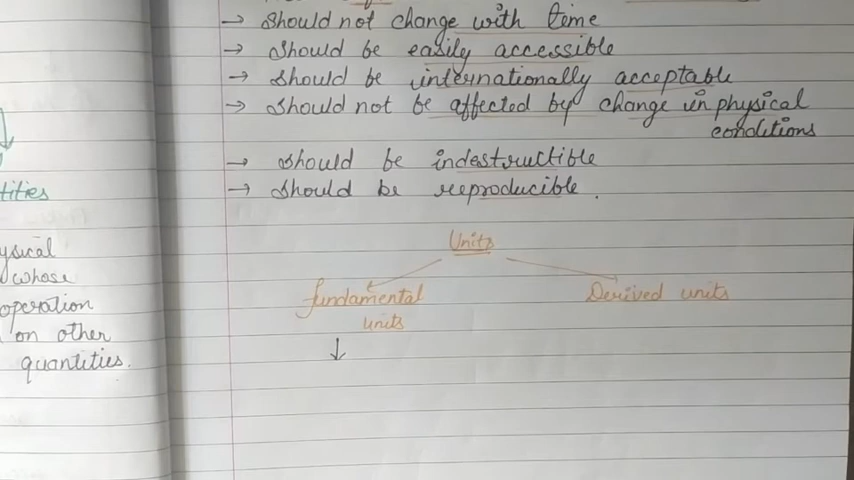 → should not change with time
→ should be easily accessible
→ should be internationally acceptable
→ should not be affected by change in physical
conditions
→ should be indestructible
→ should be reproducible.
Units
fundamental
units
Derived units
↓
tities
ysical
whose
operation
on other
quantities.